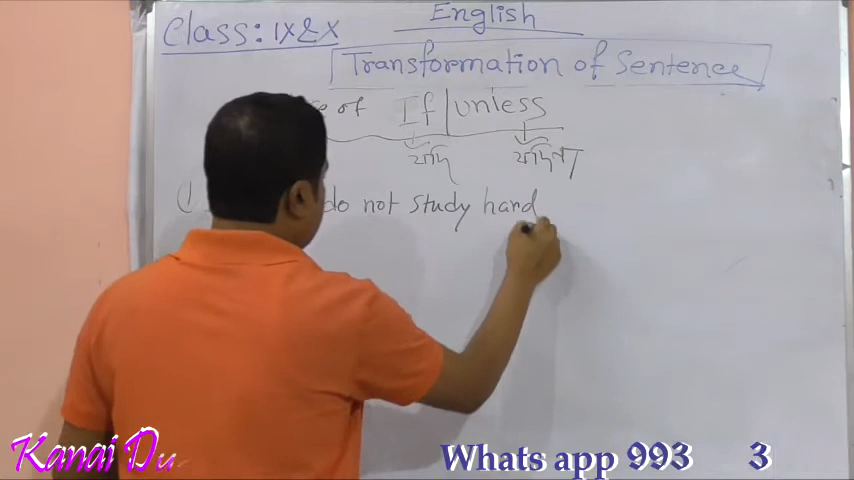 English
Class: IX & X
Transformation of Sentence
of If/unless
যদি যদি না
do not study hard
Kanai Du
Whats app 993 3